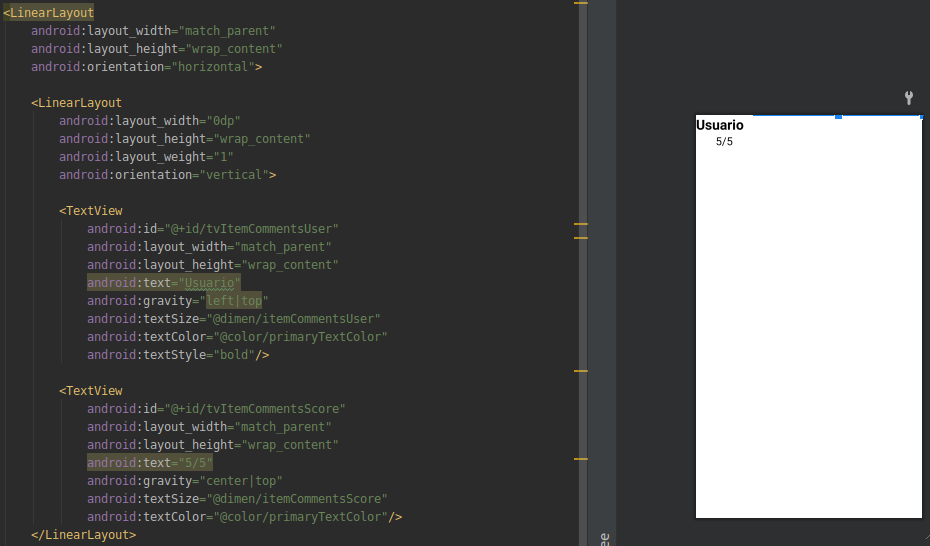 <LinearLayout
android:layout_width="match_parent"
android:layout_height="wrap_content"
android:orientation="horizontal">
<LinearLayout
android:layout_width="0dp"
android:layout_height="wrap_content"
android:layout_weight="1"
android:orientation="vertical">
<TextView
android:id="@+id/tvItemCommentsUser"
android:layout_width="match_parent"
android:layout_height="wrap_content"
android:text="Usuario"
android:gravity="left|top"
android:textSize="@dimen/itemCommentsUser"
android:textColor="@color/primaryTextColor"
android:textStyle="bold"/>
<TextView
android:id="@+id/tvItemCommentsScore"
android:layout_width="match_parent"
android:layout_height="wrap_content"
android:text="5/5"
android:gravity="center|top"
android:textSize="@dimen/itemCommentsScore"
android:textColor="@color/primaryTextColor"/>
</LinearLayout>
Usuario
5/5